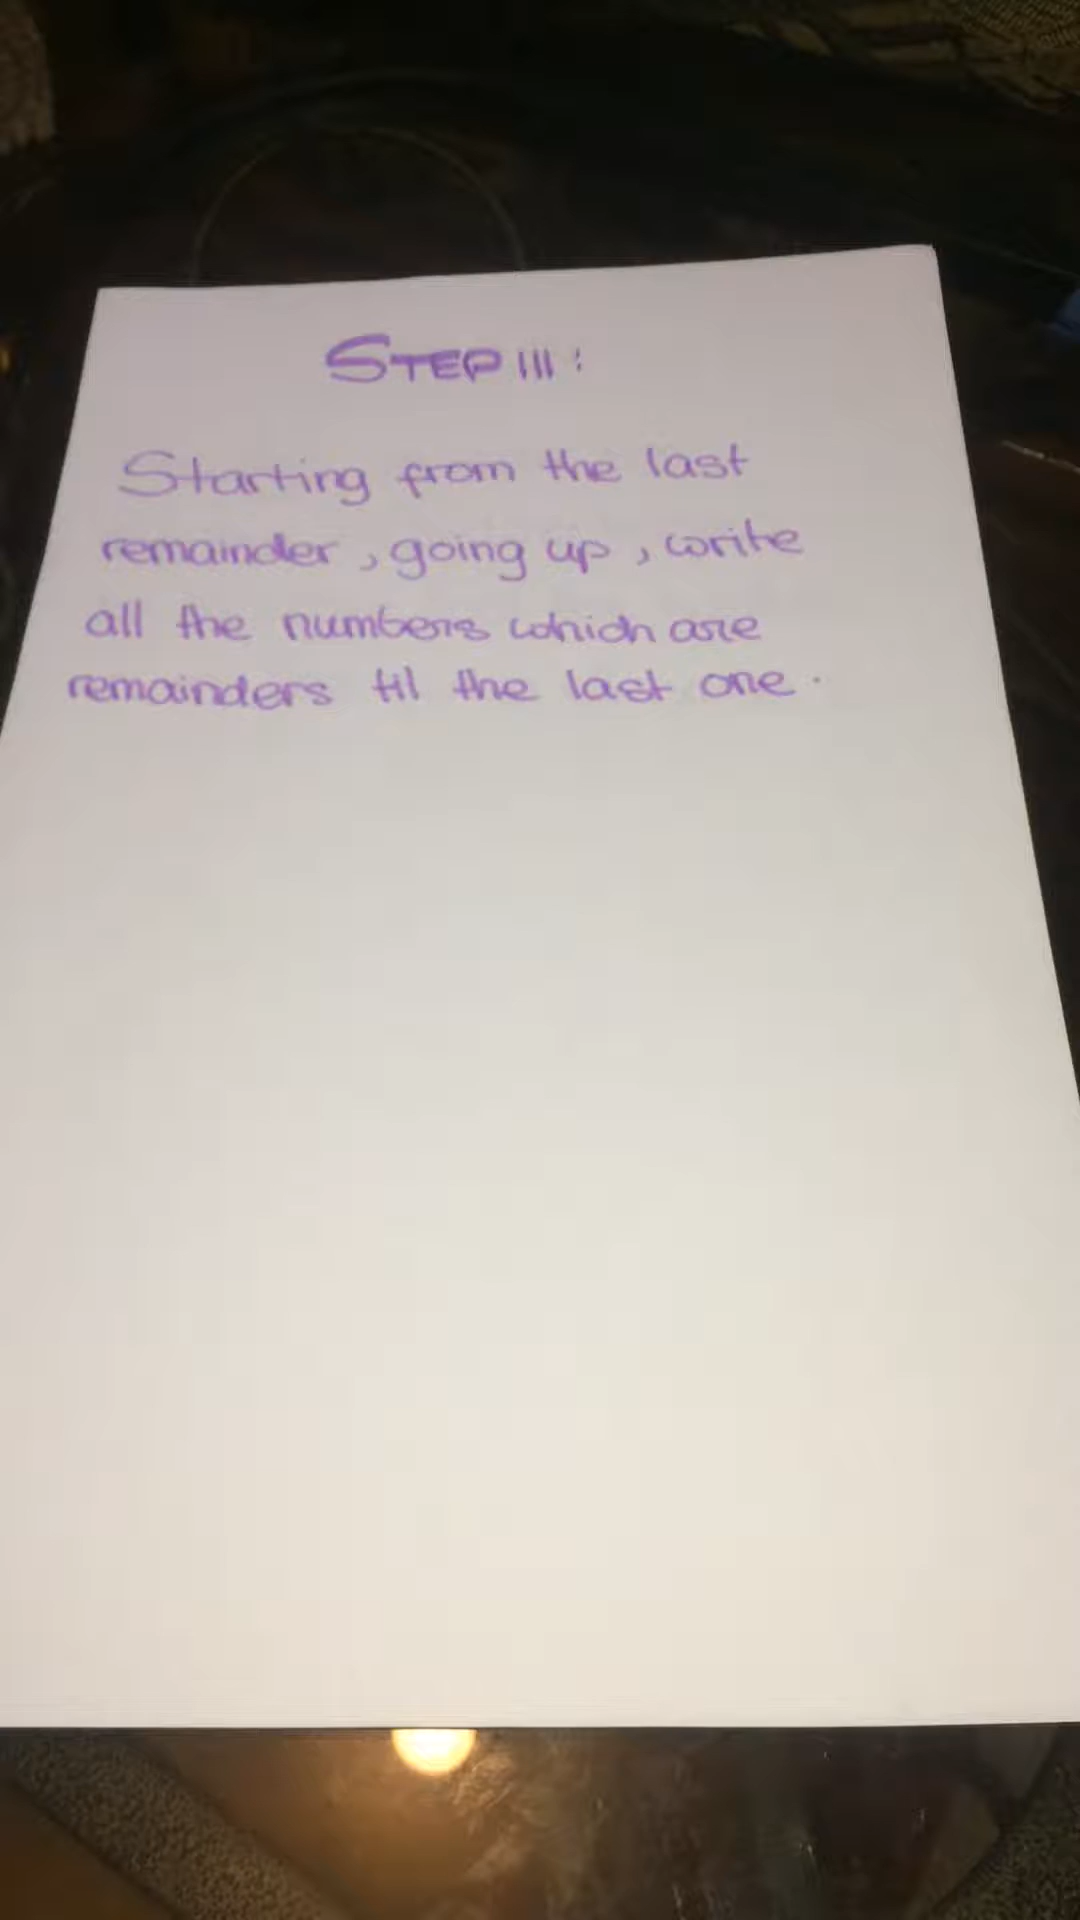 STEP III:
Starting from the last
remainder, going up, write
all the numbers which are
remainders til the last one.